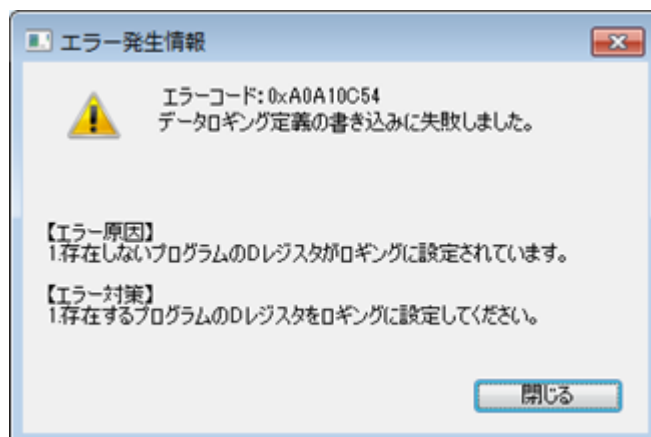 エラー発生情報
エラーコード:0xA0A10C54
データロギング定義の書き込みに失敗しました。
【エラー原因】
1.存在しないプログラムのDレジスタがロギングに設定されています。
【エラー対策】
1.存在するプログラムのDレジスタをロギングに設定してください。
閉じる